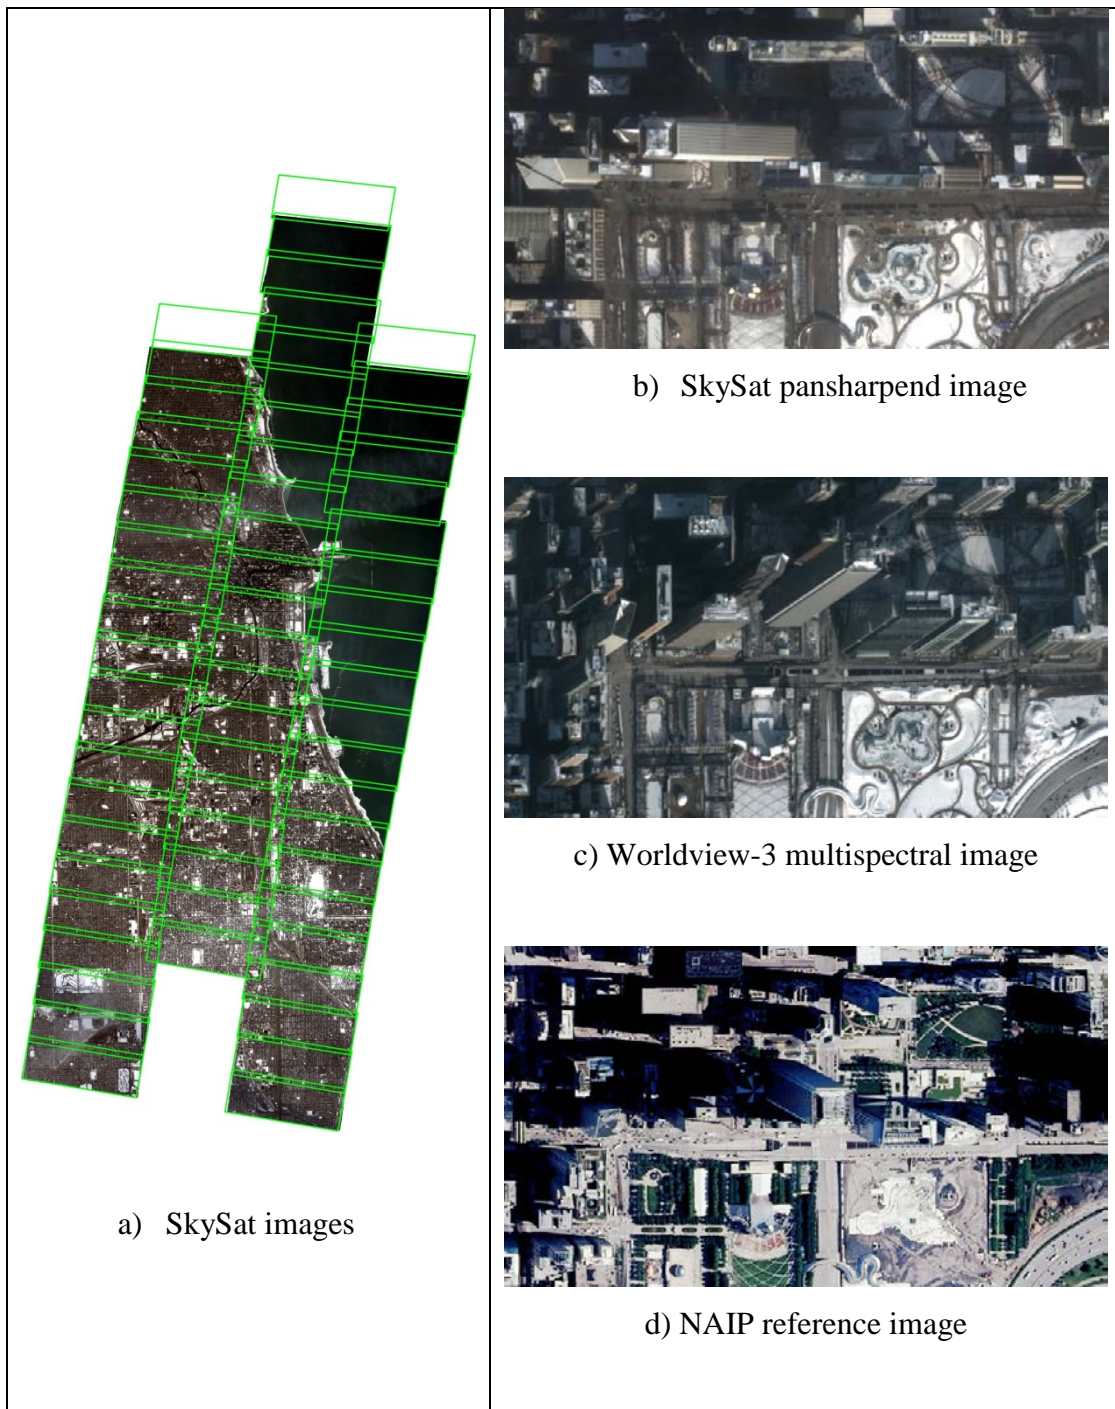 a) SkySat images
b) SkySat pansharpend image
c) Worldview-3 multispectral image
d) NAIP reference image